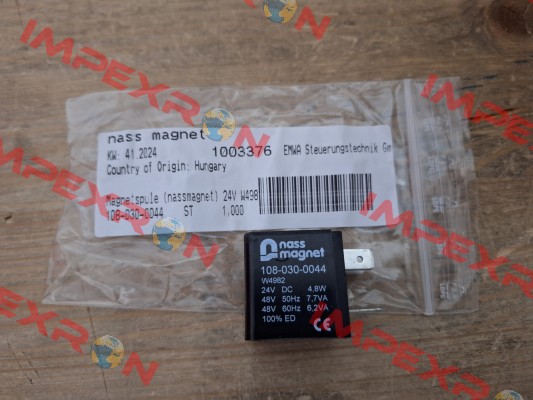 IMPEXRON
IMPEXRON
IMPEXRON
IMPEXRON
nass magnet
KW: 41.2024
1003376
EMWA Steuerungstechnik Gm
Country of Origin: Hungary
Magnetspule (nassmagnet) 24V W498
108-030-0044 ST 1,000
nass
magnet
108-030-0044
W4982
24V DC 4,8W
48V 50Hz 7,7VA
48V 60Hz 6,2VA
100% ED
CE